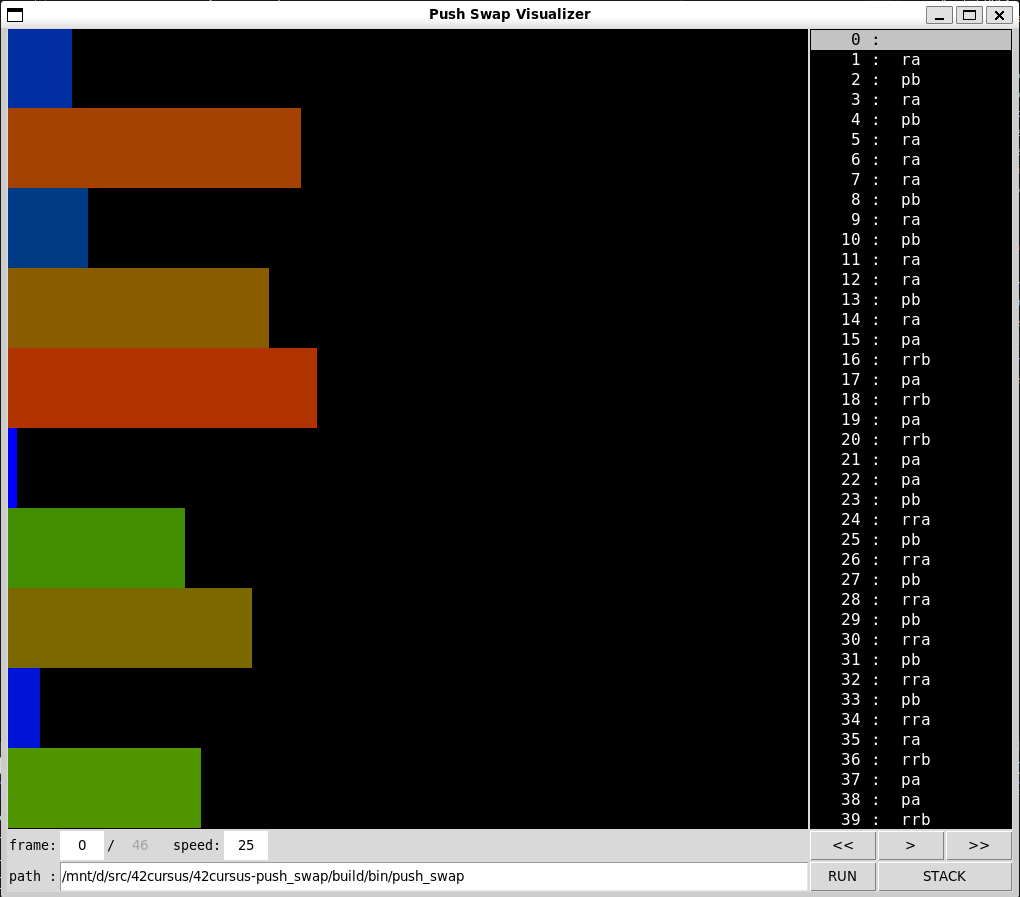 Push Swap Visualizer
0 :
1 : ra
2 : pb
3 : ra
4 : pb
5 : ra
6 : ra
7 : ra
8 : pb
9 : ra
10 : pb
11 : ra
12 : ra
13 : pb
14 : ra
15 : pa
16 : rrb
17 : pa
18 : rrb
19 : pa
20 : rrb
21 : pa
22 : pa
23 : pb
24 : rra
25 : pb
26 : rra
27 : pb
28 : rra
29 : pb
30 : rra
31 : pb
32 : rra
33 : pb
34 : rra
35 : ra
36 : rrb
37 : pa
38 : pa
39 : rrb
frame: 0 / 46 speed: 25 << > >>
path : /mnt/d/src/42cursus/42cursus-push_swap/build/bin/push_swap RUN STACK